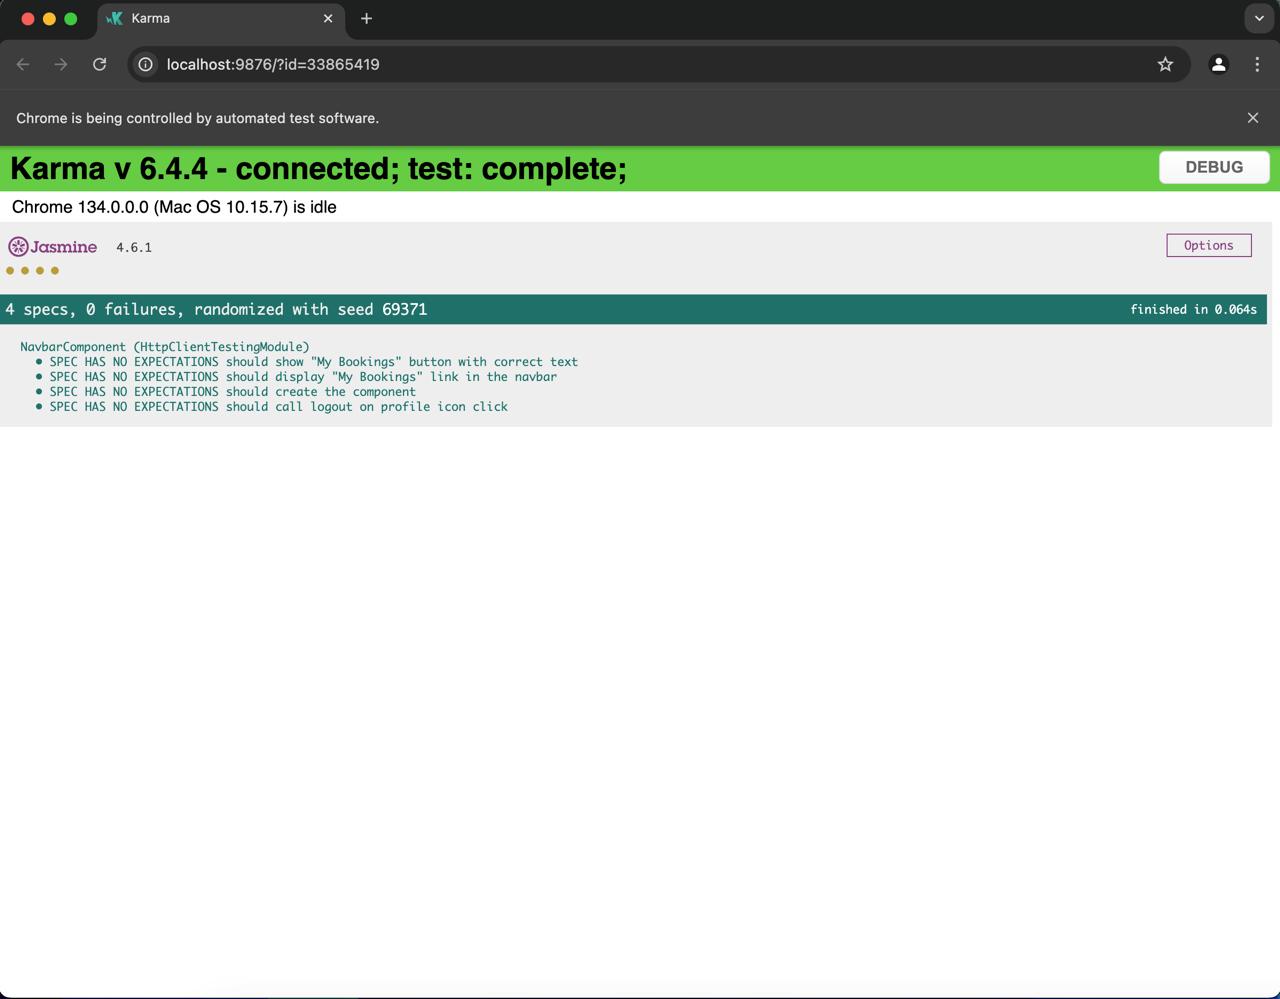 Karma
localhost:9876/?id=33865419
Chrome is being controlled by automated test software.
Karma v 6.4.4 - connected; test: complete;
DEBUG
Chrome 134.0.0.0 (Mac OS 10.15.7) is idle
Jasmine 4.6.1
Options
4 specs, 0 failures, randomized with seed 69371
finished in 0.064s
NavbarComponent (HttpClientTestingModule)
• SPEC HAS NO EXPECTATIONS should show "My Bookings" button with correct text
• SPEC HAS NO EXPECTATIONS should display "My Bookings" link in the navbar
• SPEC HAS NO EXPECTATIONS should create the component
• SPEC HAS NO EXPECTATIONS should call logout on profile icon click